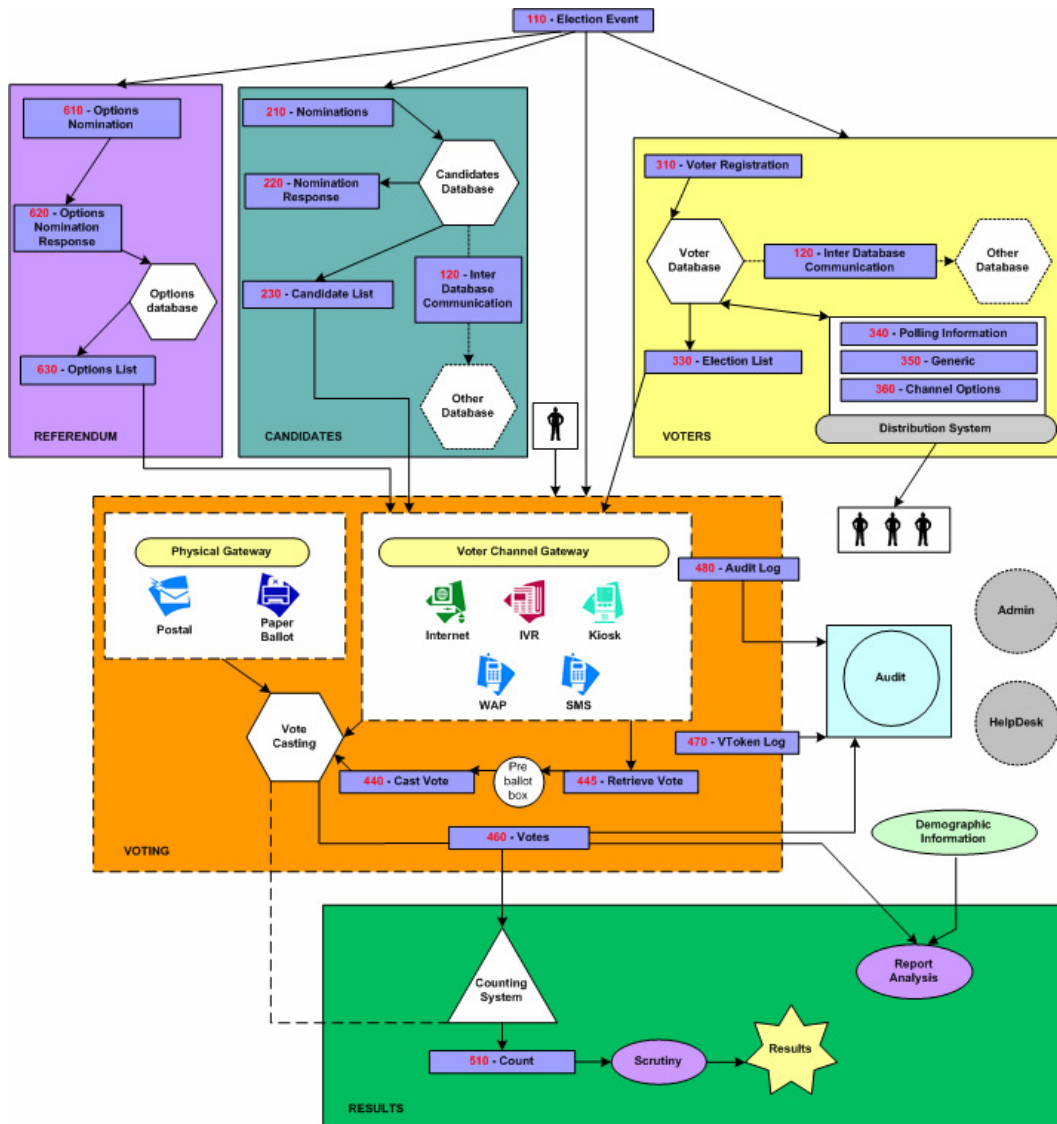 110 - Election Event
610 - Options
Nomination
620 - Options
Nomination
Response
Options
database
630 - Options List
REFERENDUM
210 - Nominations
Candidates
Database
220 - Nomination
Response
120 - Inter
Database
Communication
230 - Candidate List
Other
Database
CANDIDATES
310 - Voter Registration
Voter
Database
120 - Inter Database
Communication
Other
Database
340 - Polling Information
350 - Generic
360 - Channel Options
330 - Election List
Distribution System
VOTERS
Physical Gateway
Postal
Paper
Ballot
Voter Channel Gateway
Internet
IVR
Kiosk
WAP
SMS
480 - Audit Log
Audit
Admin
HelpDesk
470 - VToken Log
Vote
Casting
440 - Cast Vote
Pre
ballot
box
445 - Retrieve Vote
460 - Votes
VOTING
Demographic
Information
Counting
System
Report
Analysis
510 - Count
Scrutiny
Results
RESULTS